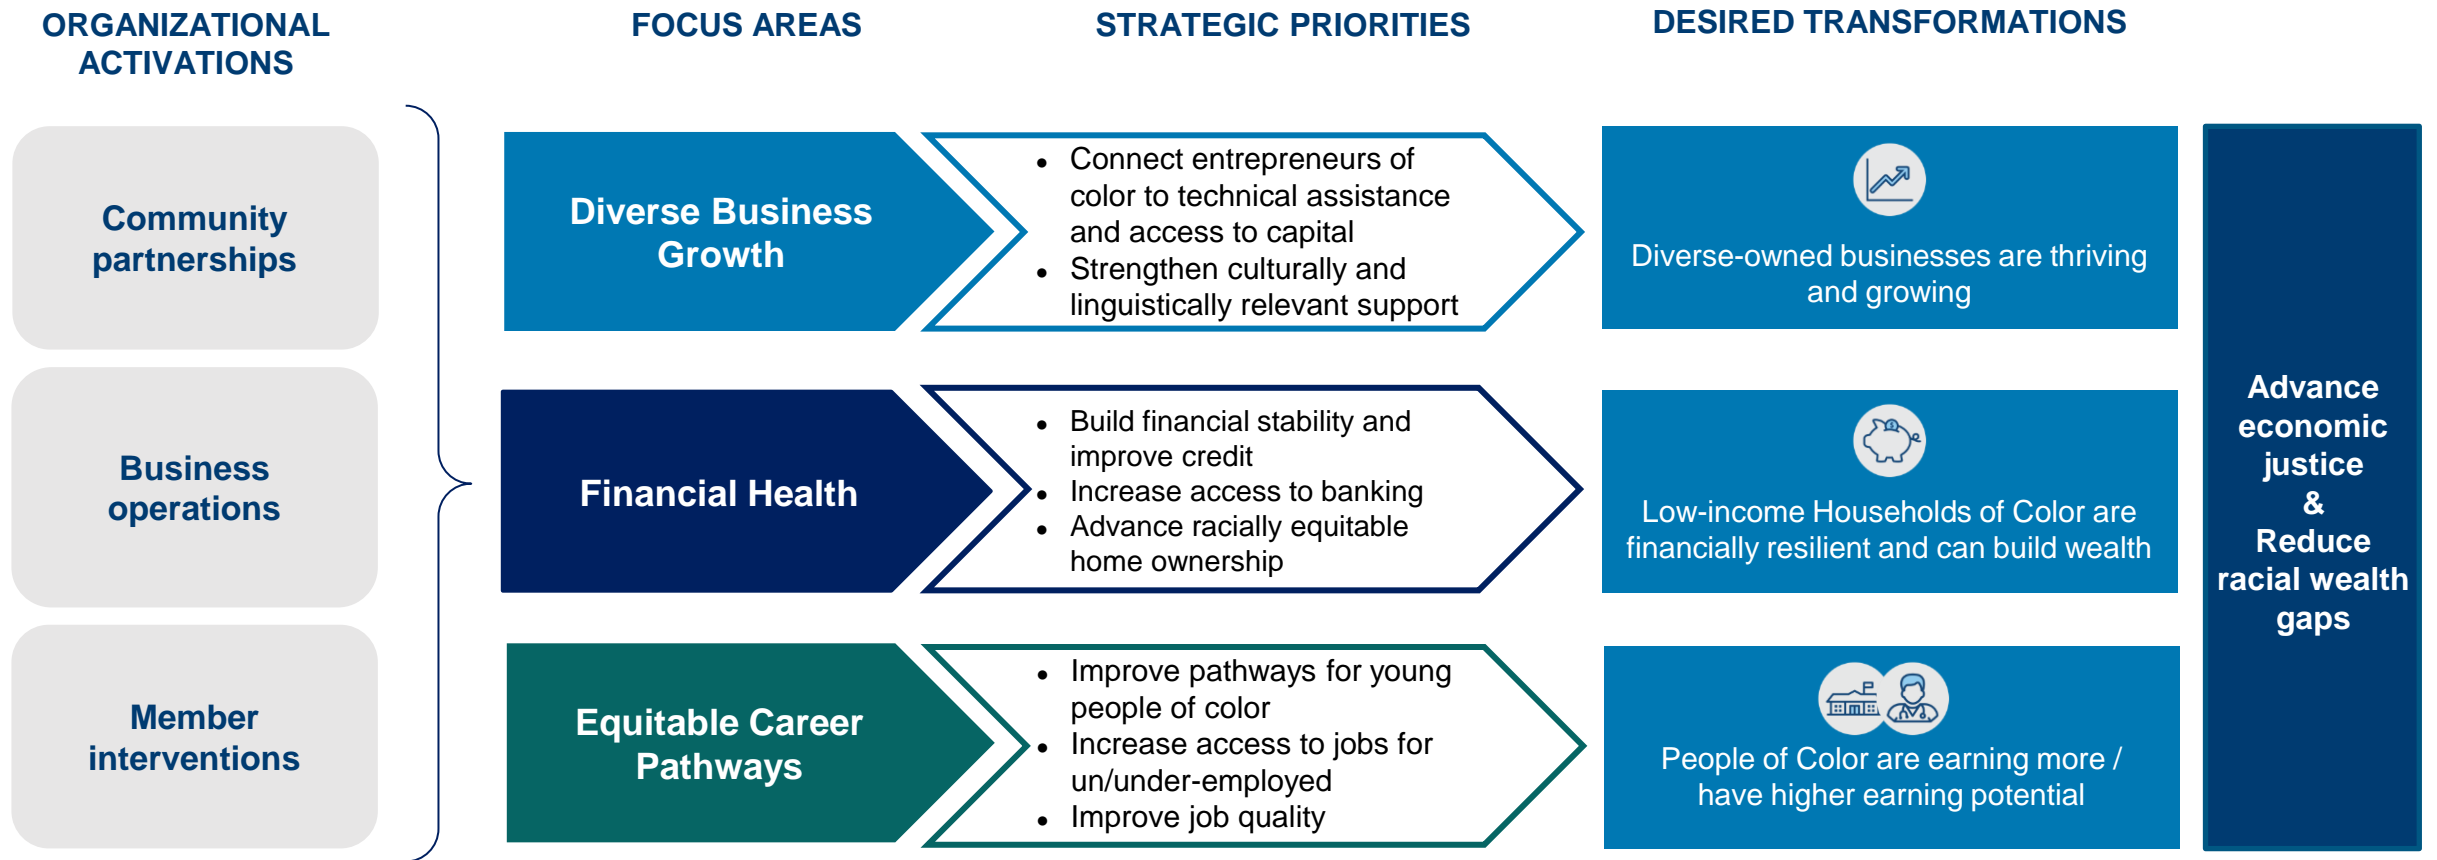 ORGANIZATIONAL
ACTIVATIONS
FOCUS AREAS
STRATEGIC PRIORITIES
DESIRED TRANSFORMATIONS
Community
partnerships
Business
operations
Member
interventions
Diverse Business
Growth
• Connect entrepreneurs of
color to technical assistance
and access to capital
• Strengthen culturally and
linguistically relevant support
Diverse-owned businesses are thriving
and growing
Financial Health
• Build financial stability and
improve credit
• Increase access to banking
• Advance racially equitable
home ownership
Low-income Households of Color are
financially resilient and can build wealth
Equitable Career
Pathways
• Improve pathways for young
people of color
• Increase access to jobs for
un/under-employed
• Improve job quality
People of Color are earning more /
have higher earning potential
Advance
economic
justice
&
Reduce
racial wealth
gaps